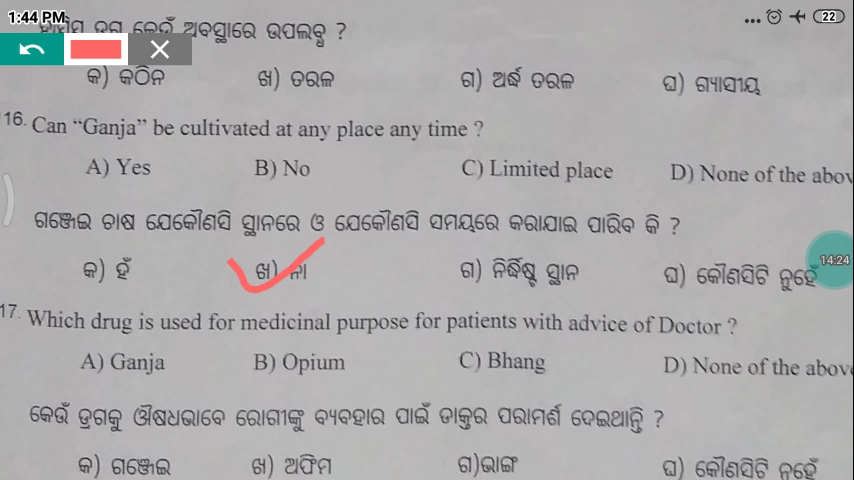 1:44 PM
22
ଡ୍ରଗ କେଉଁ ଅବସ୍ଥାରେ ଉପଲବ୍ଧ ?
କ) କଠିନ ଖ) ତରଳ ଗ) ଅର୍ଦ୍ଧ ତରଳ ଘ) ଗ୍ୟାସୀୟ
16. Can “Ganja” be cultivated at any place any time ?
A) Yes B) No C) Limited place D) None of the abov
ଗଞ୍ଜେଇ ଚାଷ ଯେକୌଣସି ସ୍ଥାନରେ ଓ ଯେକୌଣସି ସମୟରେ କରାଯାଇ ପାରିବ କି ?
14:24
କ) ହଁ ଖ) ନା ଗ) ନିର୍ଦ୍ଧିଷ୍ଟ ସ୍ଥାନ ଘ) କୌଣସିଟି ନୁହେଁ
17. Which drug is used for medicinal purpose for patients with advice of Doctor ?
A) Ganja B) Opium C) Bhang D) None of the above
କେଉଁ ଡ୍ରଗକୁ ଔଷଧଭାବେ ରୋଗୀଙ୍କୁ ବ୍ୟବହାର ପାଇଁ ଡାକ୍ତର ପରାମର୍ଶ ଦେଇଥାନ୍ତି ?
କ) ଗଞ୍ଜେଇ ଖ) ଅଫିମ ଗ)ଭାଙ୍ଗ ଘ) କୌଣସିଟି ନୁହେଁ